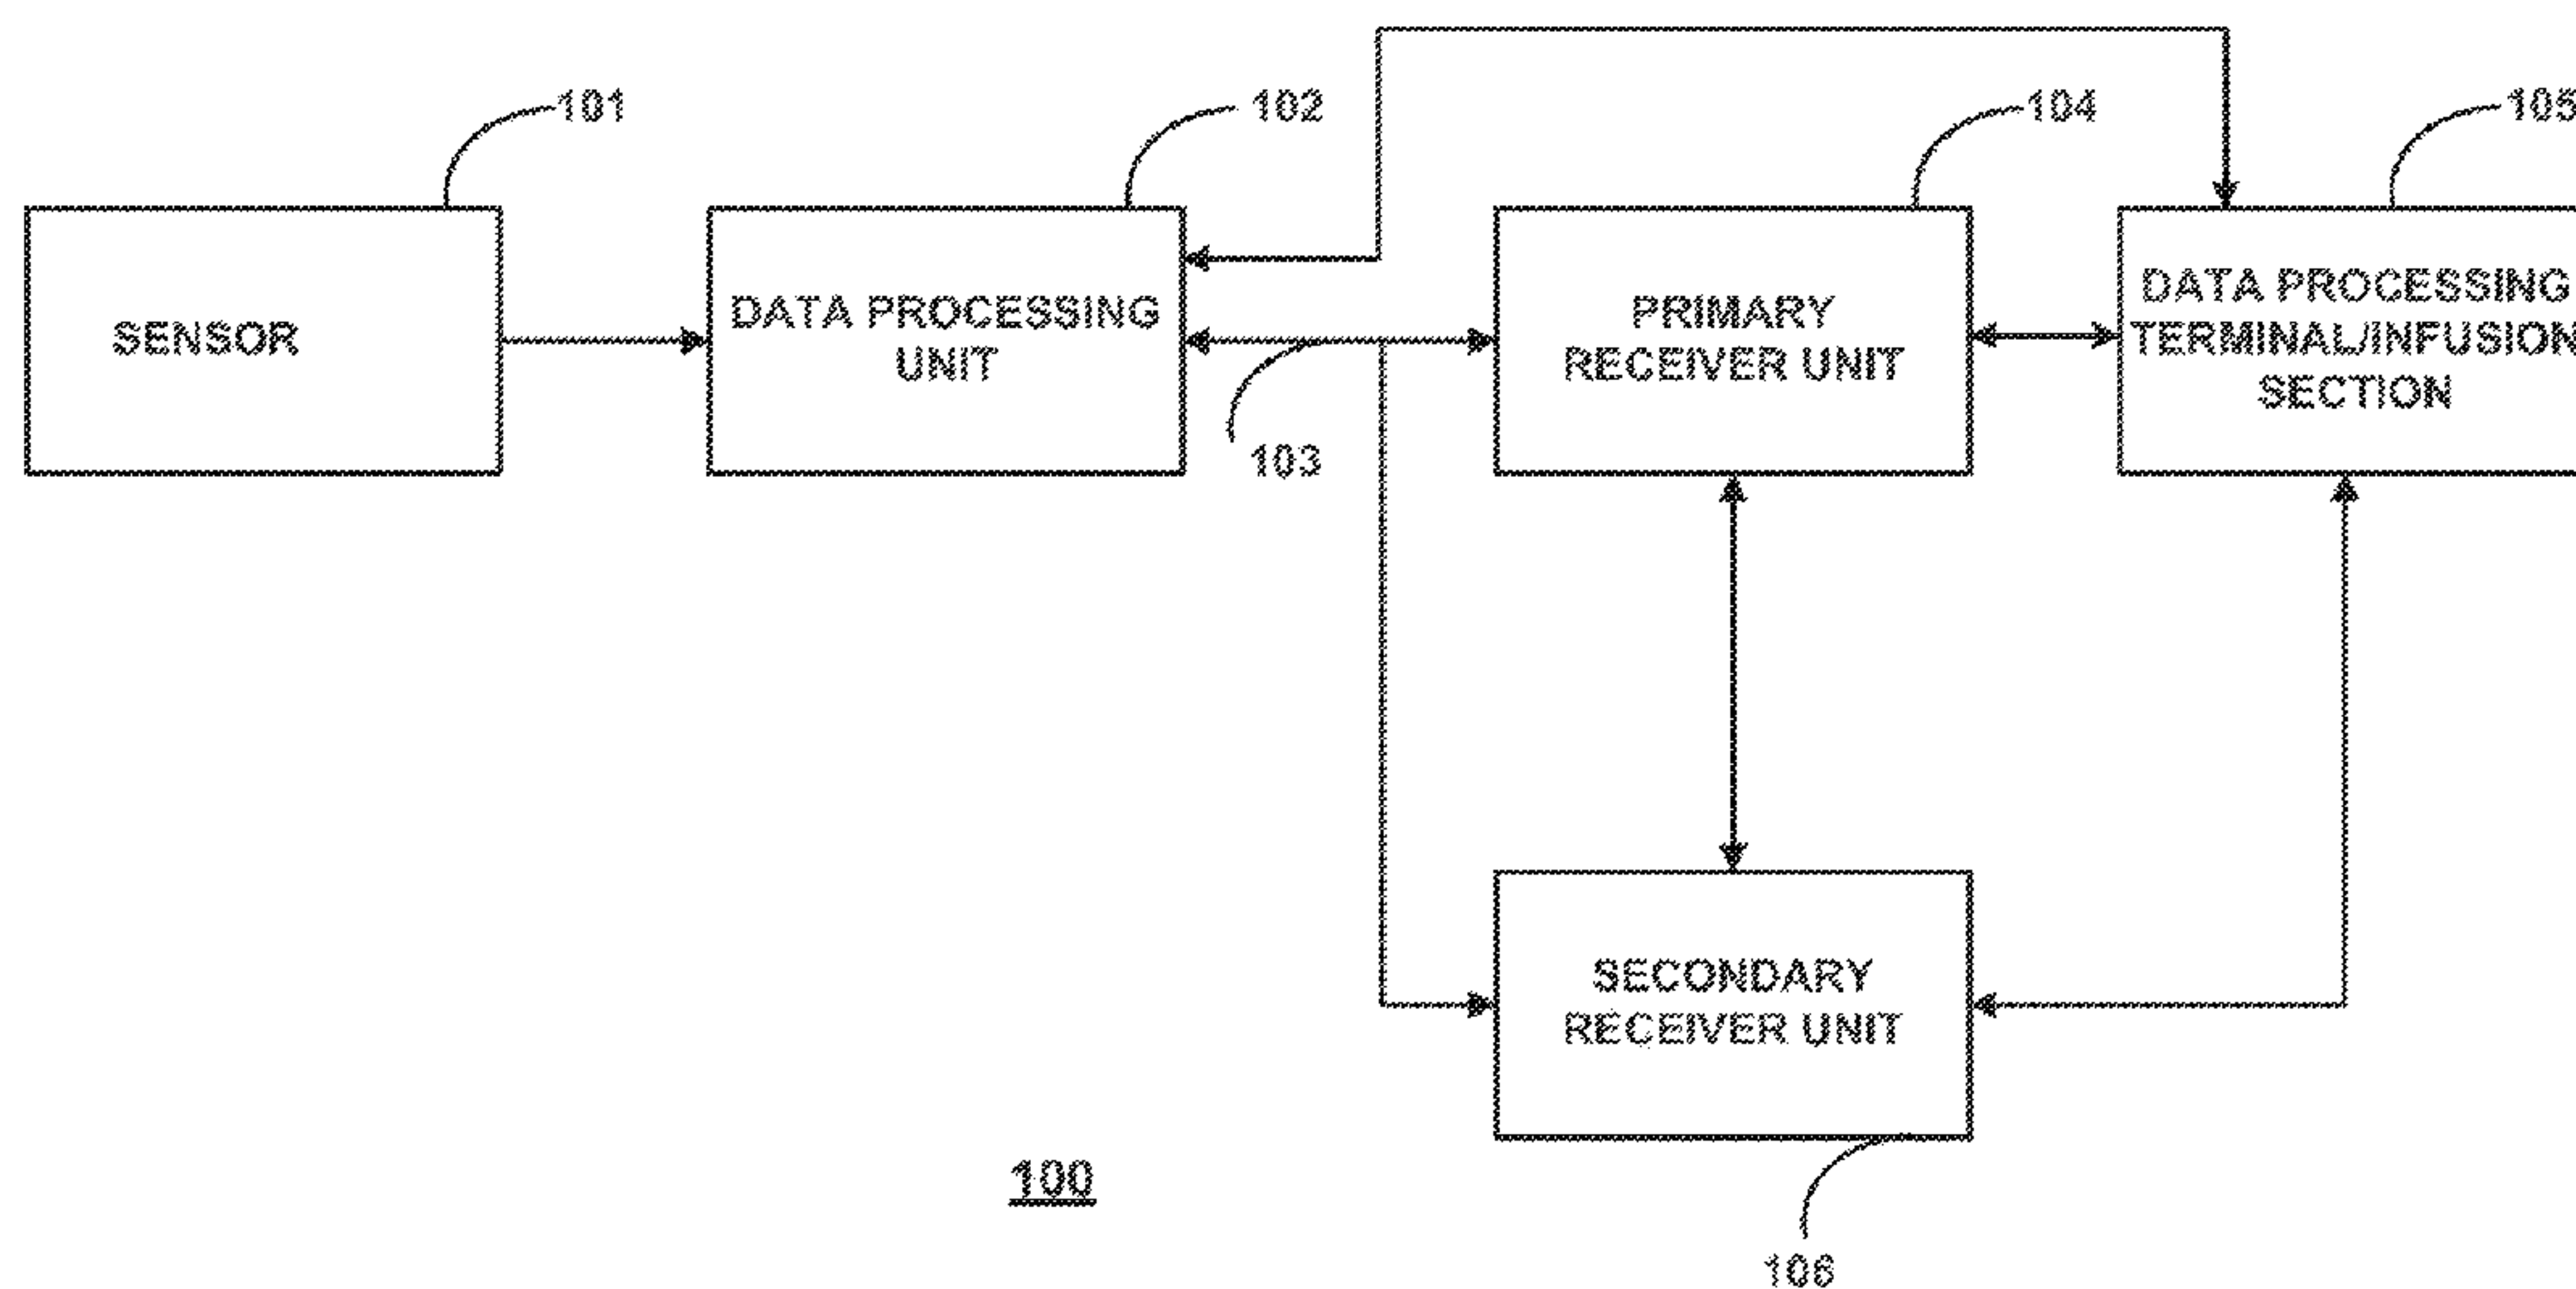 101
102
104
105
SENSOR
DATA PROCESSING
UNIT
103
PRIMARY
RECEIVER UNIT
DATA PROCESSING
TERMINAL/INFUSION
SECTION
SECONDARY
RECEIVER UNIT
100
106